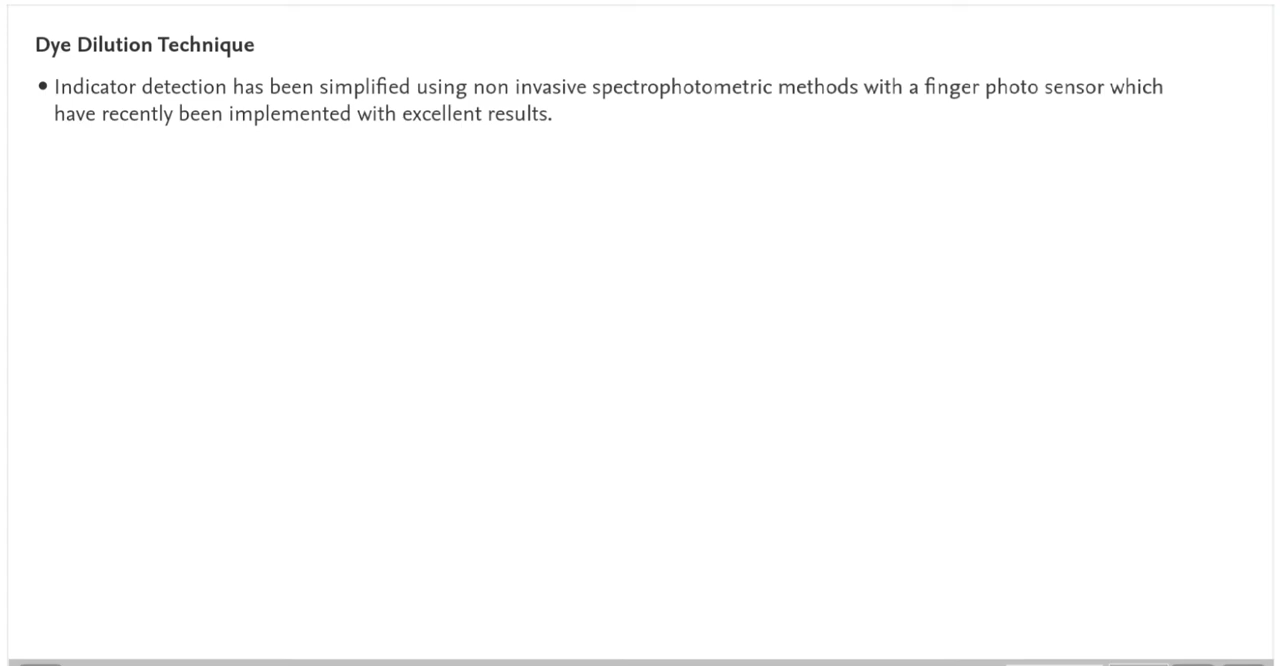 Dye Dilution Technique
• Indicator detection has been simplified using non invasive spectrophotometric methods with a finger photo sensor which
have recently been implemented with excellent results.